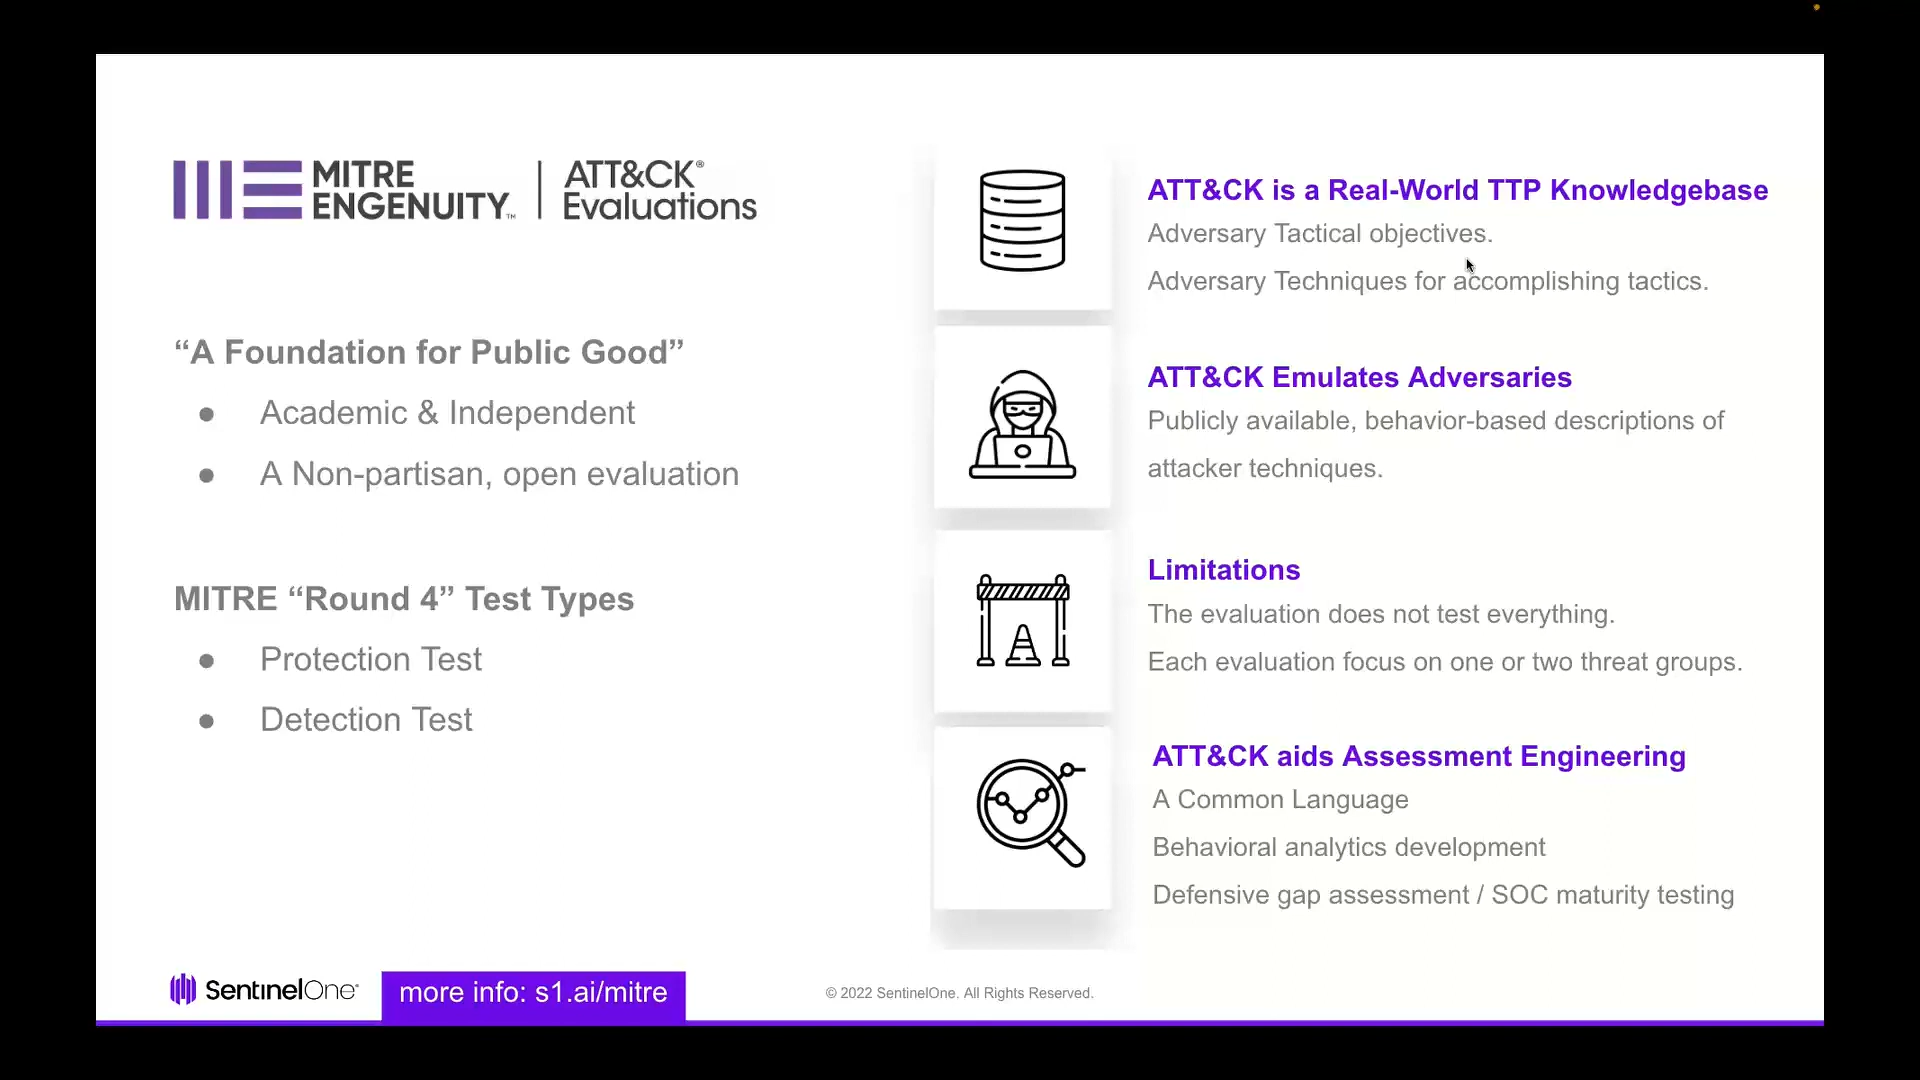 MITRE ENGENUITY™ | ATT&CK® Evaluations
“A Foundation for Public Good”
● Academic & Independent
● A Non-partisan, open evaluation
MITRE “Round 4” Test Types
● Protection Test
● Detection Test
ATT&CK is a Real-World TTP Knowledgebase
Adversary Tactical objectives.
Adversary Techniques for accomplishing tactics.
ATT&CK Emulates Adversaries
Publicly available, behavior-based descriptions of
attacker techniques.
Limitations
The evaluation does not test everything.
Each evaluation focus on one or two threat groups.
ATT&CK aids Assessment Engineering
A Common Language
Behavioral analytics development
Defensive gap assessment / SOC maturity testing
SentinelOne®
more info: s1.ai/mitre
© 2022 SentinelOne. All Rights Reserved.